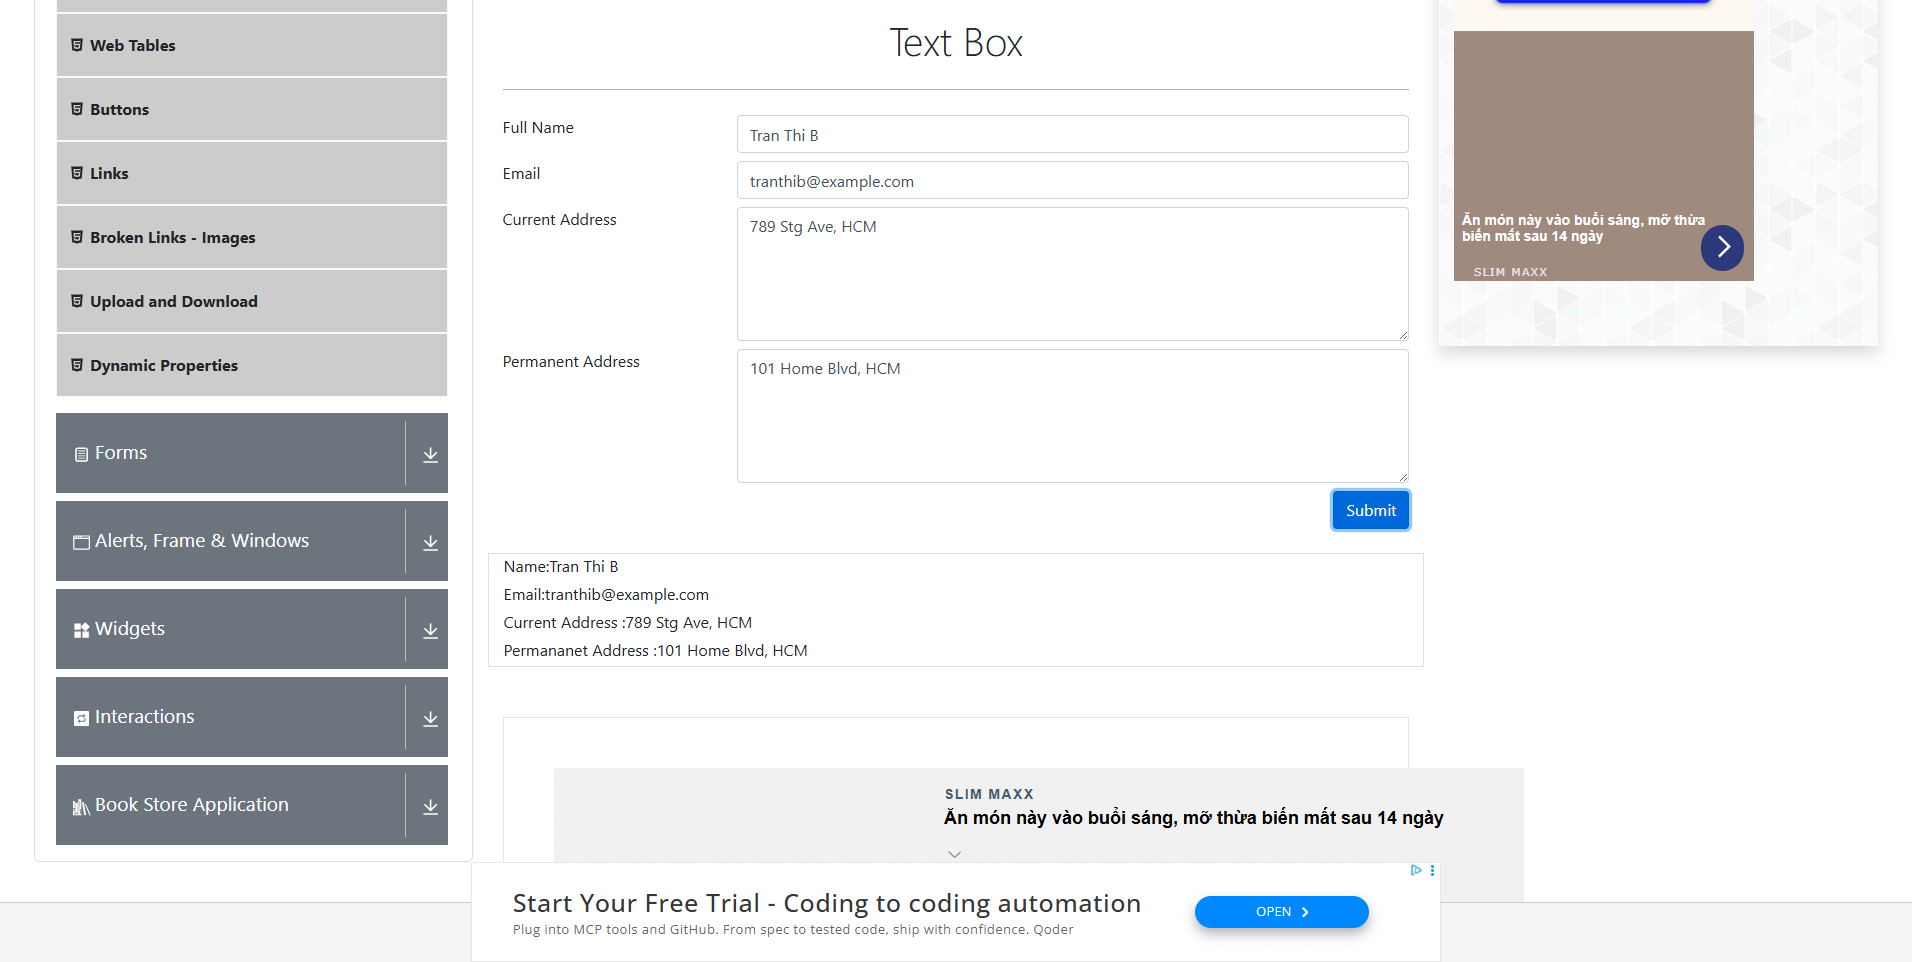 Web Tables
Buttons
Links
Broken Links - Images
Upload and Download
Dynamic Properties
Forms
Alerts, Frame & Windows
Widgets
Interactions
Book Store Application
Text Box
Full Name
Tran Thi B
Email
tranthib@example.com
Current Address
789 Stg Ave, HCM
Permanent Address
101 Home Blvd, HCM
Submit
Name:Tran Thi B
Email:tranthib@example.com
Current Address :789 Stg Ave, HCM
Permananet Address :101 Home Blvd, HCM
SLIM MAXX
Ăn món này vào buổi sáng, mỡ thừa biến mất sau 14 ngày
Start Your Free Trial - Coding to coding automation
Plug into MCP tools and GitHub. From spec to tested code, ship with confidence. Qoder
OPEN
Ăn món này vào buổi sáng, mỡ thừa
biến mất sau 14 ngày
SLIM MAXX